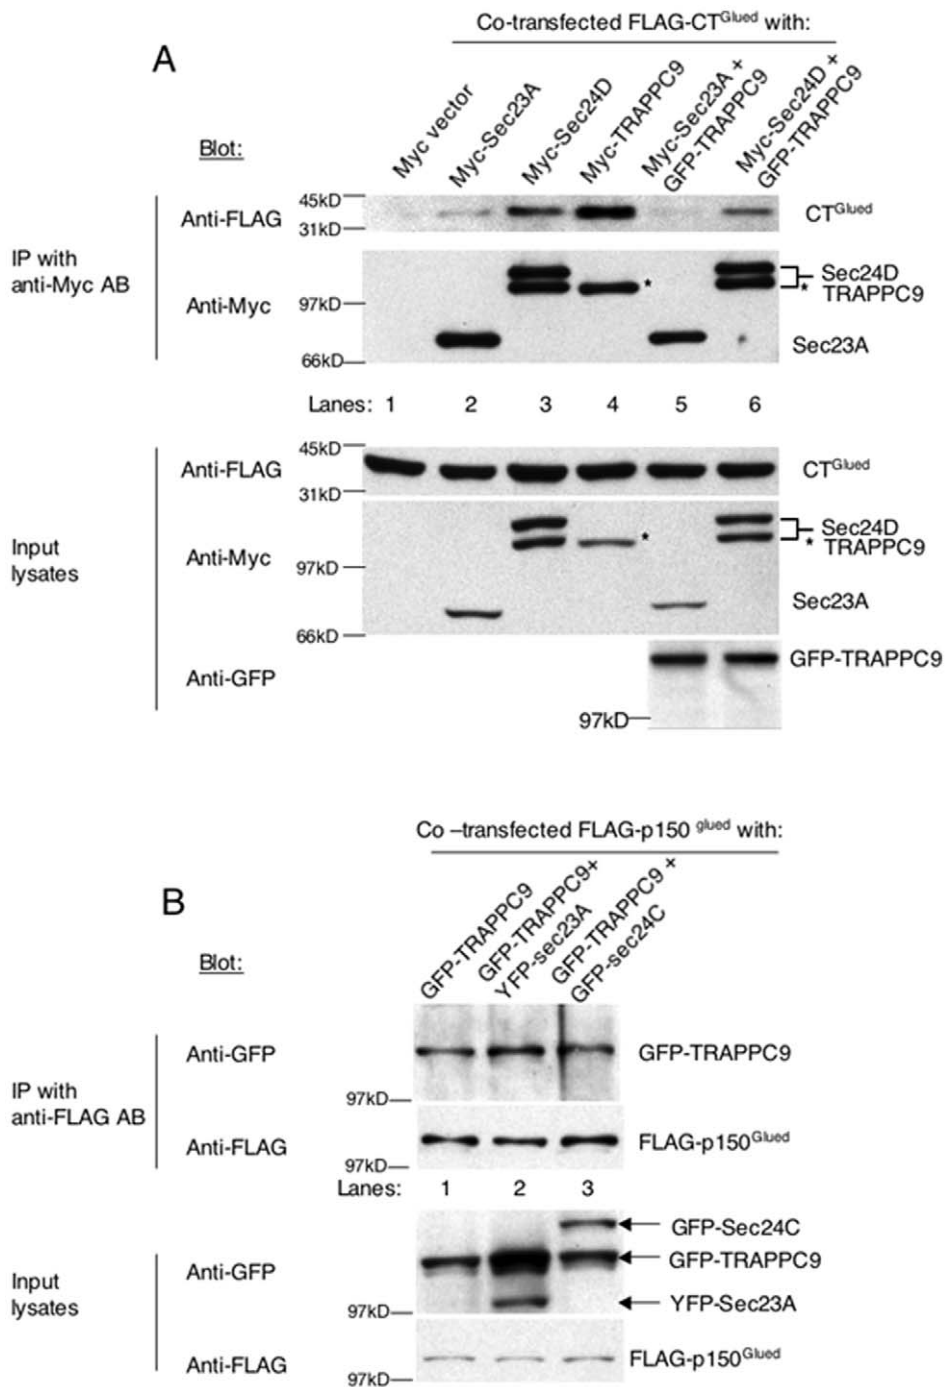 Co-transfected FLAG-CT^Glued with:
A
Myc vector
Myc-Sec23A
Myc-Sec24D
Myc-TRAPPC9
Myc-Sec23A +
GFP-TRAPPC9
Myc-Sec24D +
GFP-TRAPPC9
Blot:
IP with
anti-Myc AB
Anti-FLAG
45kD
31kD
CT^Glued
Anti-Myc
97kD
66kD
*
Sec24D
* TRAPPC9
Sec23A
Lanes: 1 2 3 4 5 6
Input
lysates
Anti-FLAG
45kD
31kD
CT^Glued
Anti-Myc
97kD
66kD
*
Sec24D
* TRAPPC9
Sec23A
Anti-GFP
GFP-TRAPPC9
97kD
Co –transfected FLAG-p150 ^glued with:
B
GFP-TRAPPC9
GFP-TRAPPC9+
YFP-sec23A
GFP-TRAPPC9 +
GFP-sec24C
Blot:
IP with
anti-FLAG AB
Anti-GFP
GFP-TRAPPC9
97kD
Anti-FLAG
FLAG-p150^Glued
97kD
Lanes: 1 2 3
Input
lysates
Anti-GFP
GFP-Sec24C
GFP-TRAPPC9
YFP-Sec23A
97kD
Anti-FLAG
FLAG-p150^Glued
97kD